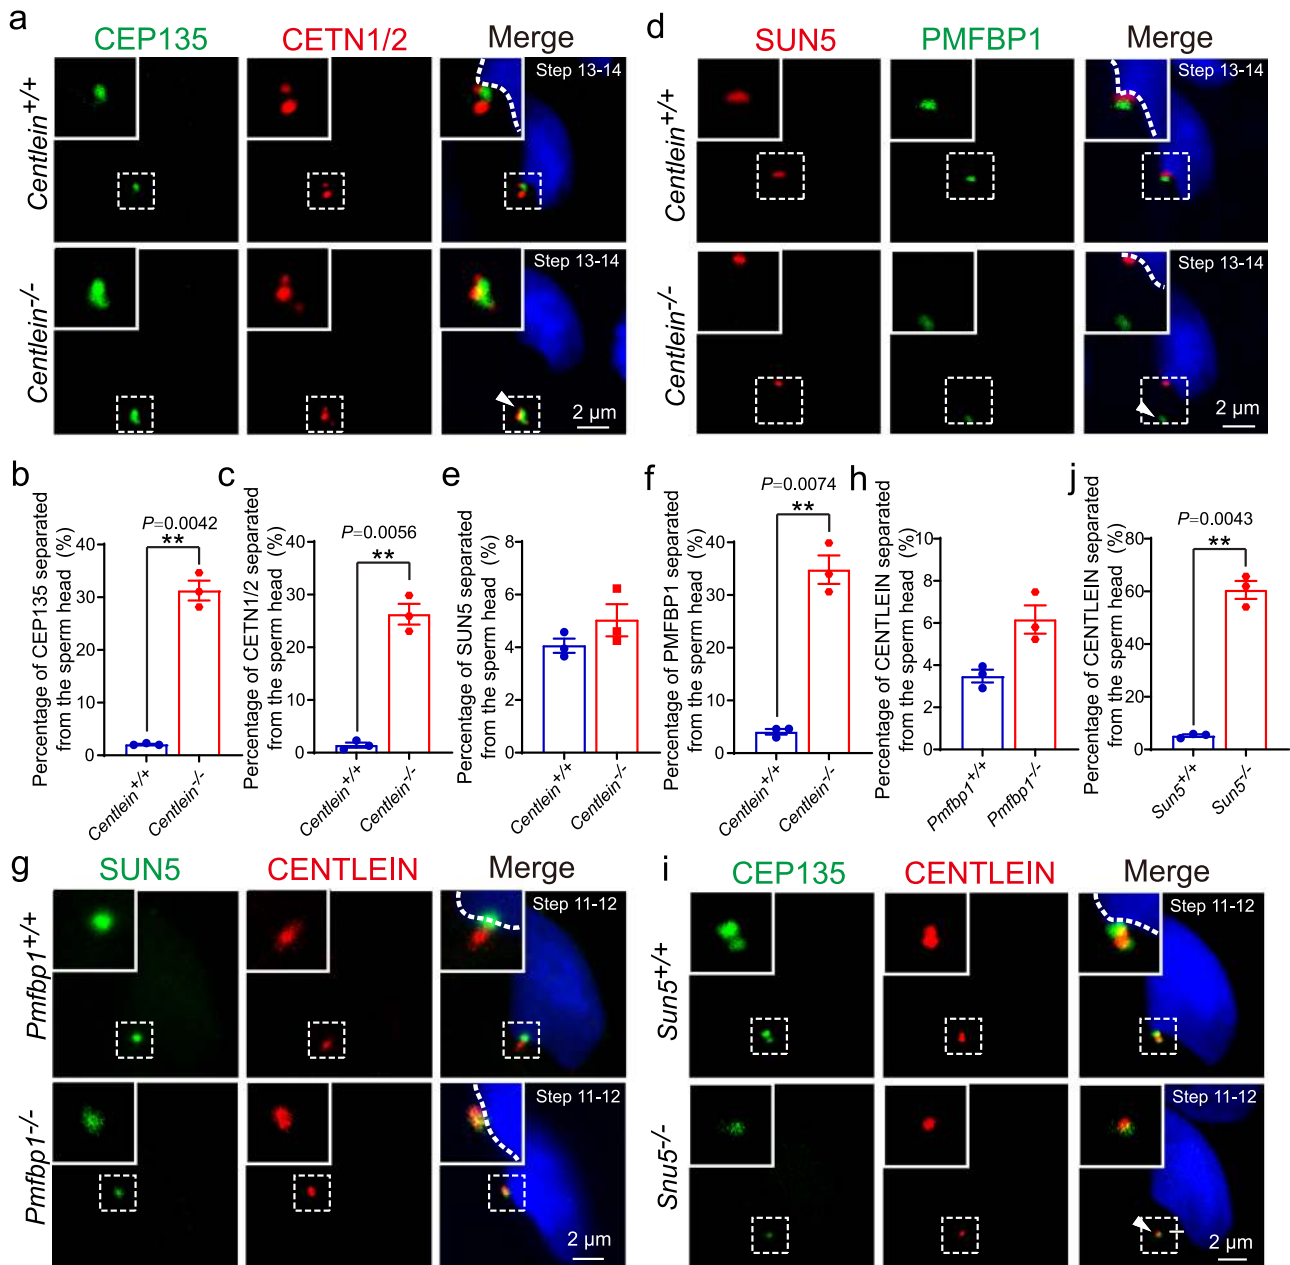 a
CEP135
CETN1/2
Merge
Centlein+/+
Step 13-14
Centlein-/-
Step 13-14
2 µm
d
SUN5
PMFBP1
Merge
Centlein+/+
Step 13-14
Centlein-/-
Step 13-14
2 µm
b
Percentage of CEP135 separated
from the sperm head (%)
P=0.0042
**
40
30
20
10
0
Centlein+/+
Centlein-/-
c
Percentage of CETN1/2 separated
from the sperm head (%)
P=0.0056
**
40
30
20
10
0
Centlein+/+
Centlein-/-
e
Percentage of SUN5 separated
from the sperm head (%)
8
6
4
2
0
Centlein+/+
Centlein-/-
f
Percentage of PMFBP1 separated
from the sperm head (%)
P=0.0074
**
40
30
20
10
0
Centlein+/+
Centlein-/-
h
Percentage of CENTLEIN separated
from the sperm head (%)
10
8
6
4
2
0
Pmfbp1+/+
Pmfbp1-/-
j
Percentage of CENTLEIN separated
from the sperm head (%)
P=0.0043
**
80
60
40
20
0
Sun5+/+
Sun5-/-
g
SUN5
CENTLEIN
Merge
Pmfbp1+/+
Step 11-12
Pmfbp1-/-
Step 11-12
2 µm
i
CEP135
CENTLEIN
Merge
Sun5+/+
Step 11-12
Snu5-/-
Step 11-12
2 µm